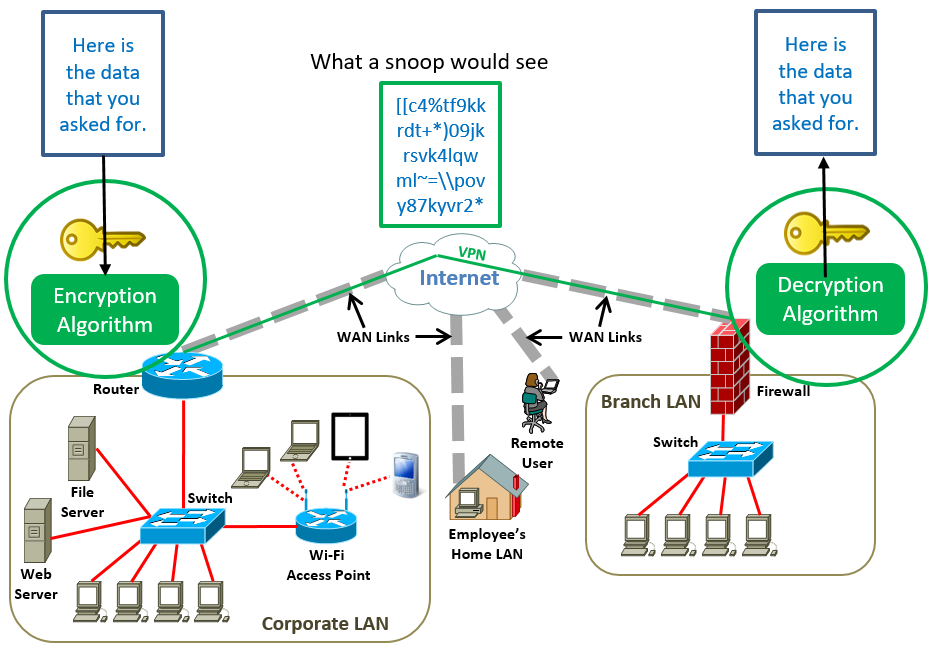 Here is
the data
that you
asked for.
What a snoop would see
[[c4%tf9kk
rdt+*)09jk
rsvk4lqw
ml~=\\pov
y87kyvr2*
Here is
the data
that you
asked for.
Encryption
Algorithm
VPN
Internet
Decryption
Algorithm
WAN Links
WAN Links
Router
Firewall
Branch LAN
Remote
User
Switch
File
Server
Switch
Web
Server
Wi-Fi
Access Point
Employee's
Home LAN
Corporate LAN